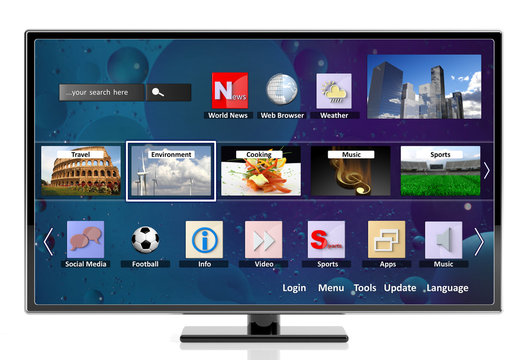 ...your search here
News
World News
Web Browser
Weather
Travel
Environment
Cooking
Music
Sports
Sports
Social Media
Football
Info
Video
Sports
Apps
Music
Login
Menu
Tools
Update
Language